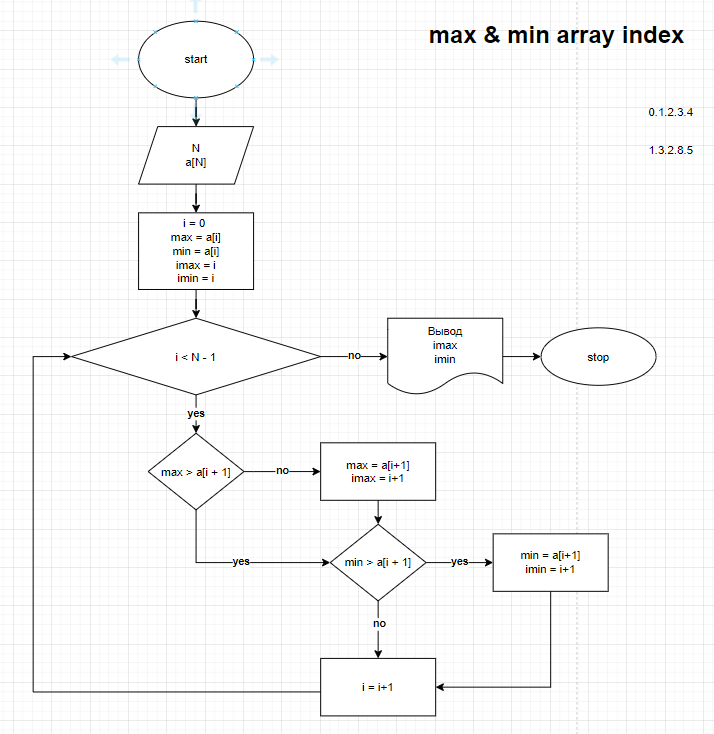 max & min array index
start
0.1.2.3.4
1.3.2.8.5
N
a[N]
i = 0
max = a[i]
min = a[i]
imax = i
imin = i
i < N - 1
no
Вывод
imax
imin
stop
yes
max > a[i + 1]
no
max = a[i+1]
imax = i+1
yes
min > a[i + 1]
yes
min = a[i+1]
imin = i+1
no
i = i+1